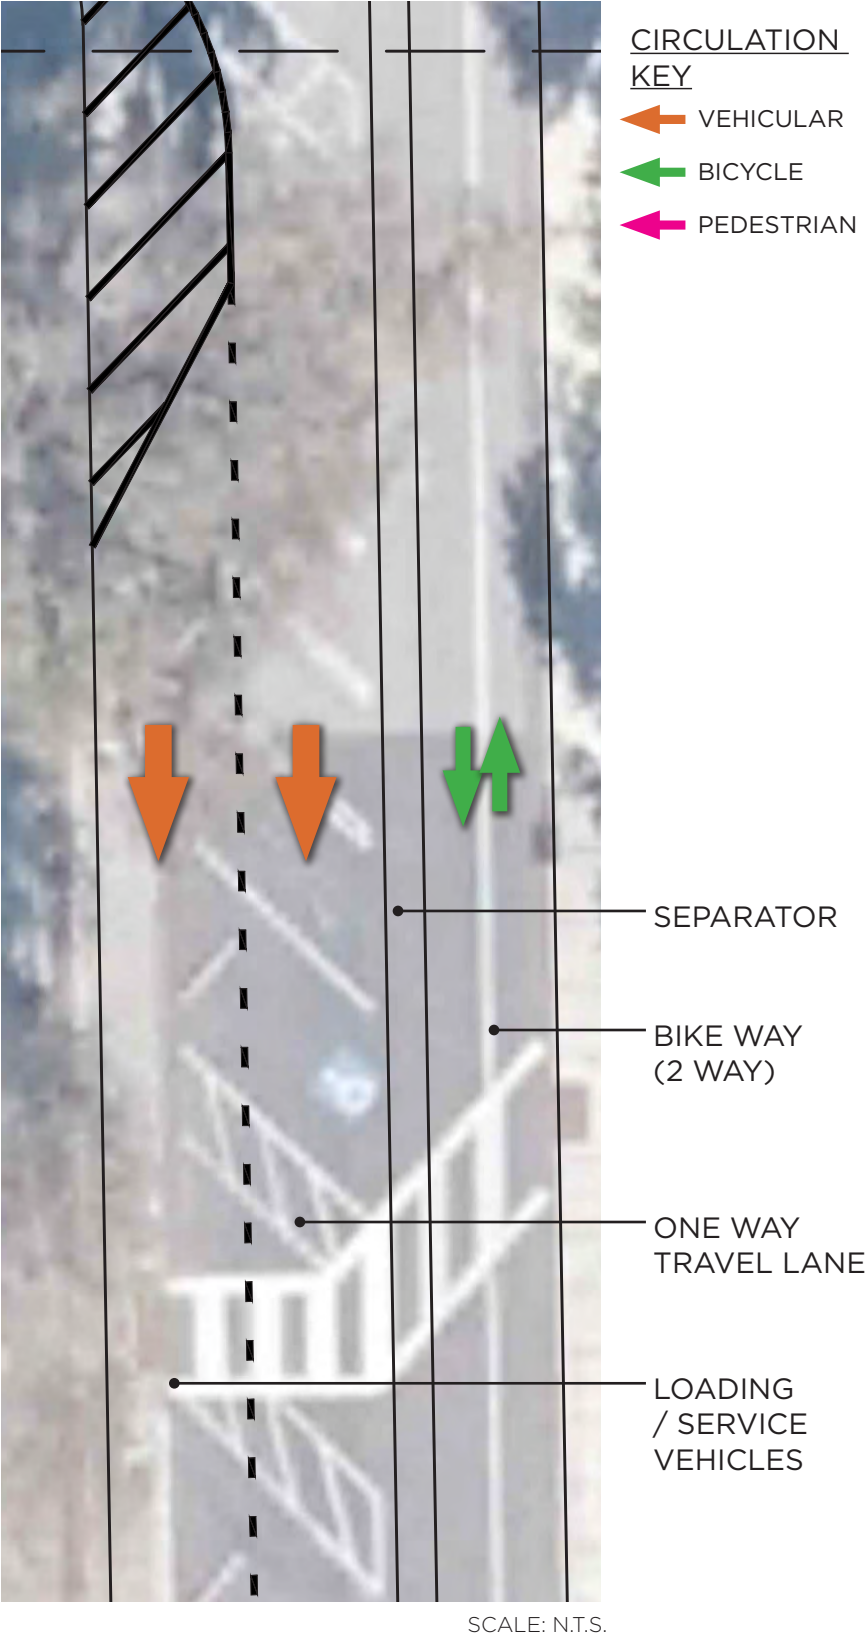 CIRCULATION
KEY
VEHICULAR
BICYCLE
PEDESTRIAN
SEPARATOR
BIKE WAY
(2 WAY)
ONE WAY
TRAVEL LANE
LOADING
/ SERVICE
VEHICLES
SCALE: N.T.S.